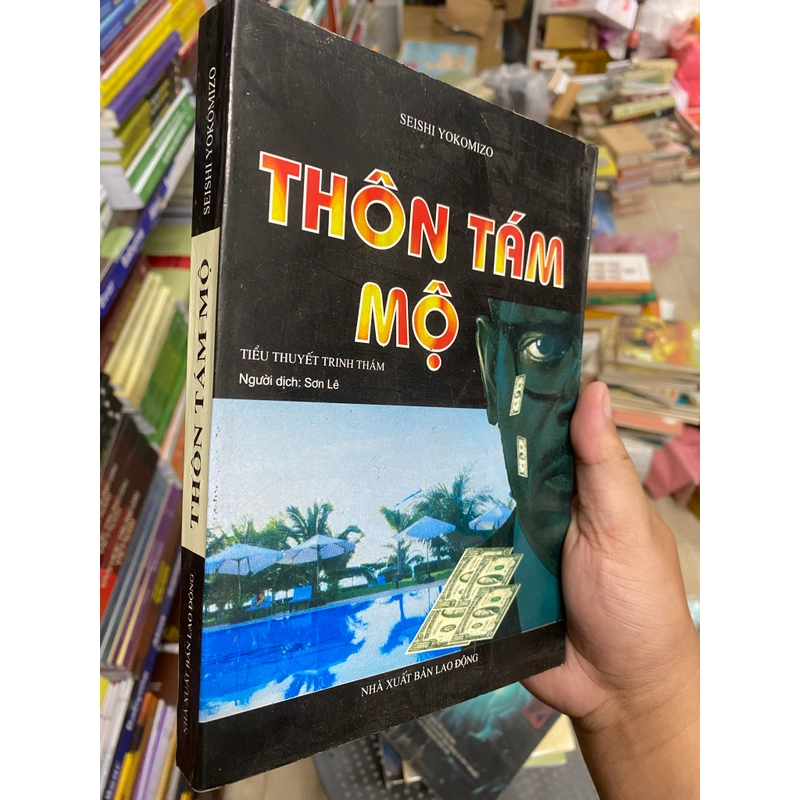 SEISHI YOKOMIZO
THÔN TÁM
MỘ
TIỂU THUYẾT TRINH THÁM
Người dịch: Sơn Lê
NHÀ XUẤT BẢN LAO ĐỘNG
SEISHI YOKOMIZO
THÔN TÁM MỘ
NHÀ XUẤT BẢN LAO ĐỘNG